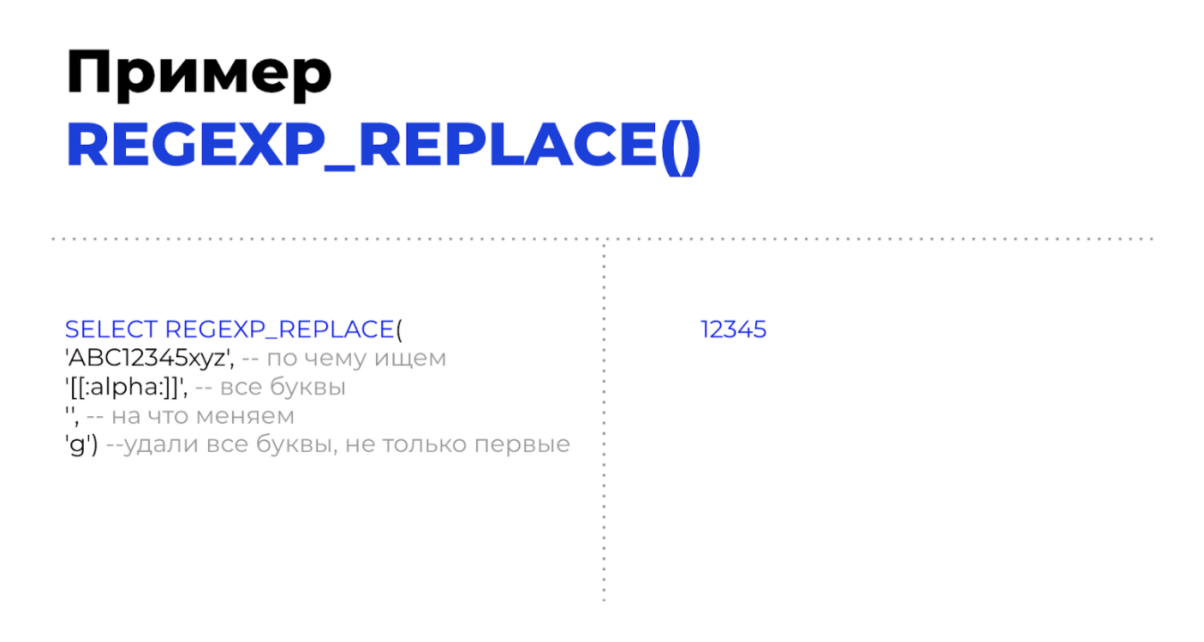 Пример
REGEXP_REPLACE()
SELECT REGEXP_REPLACE(
'ABC12345xyz', -- по чему ищем
'[[:alpha:]]', -- все буквы
'', -- на что меняем
'g') --удали все буквы, не только первые
12345